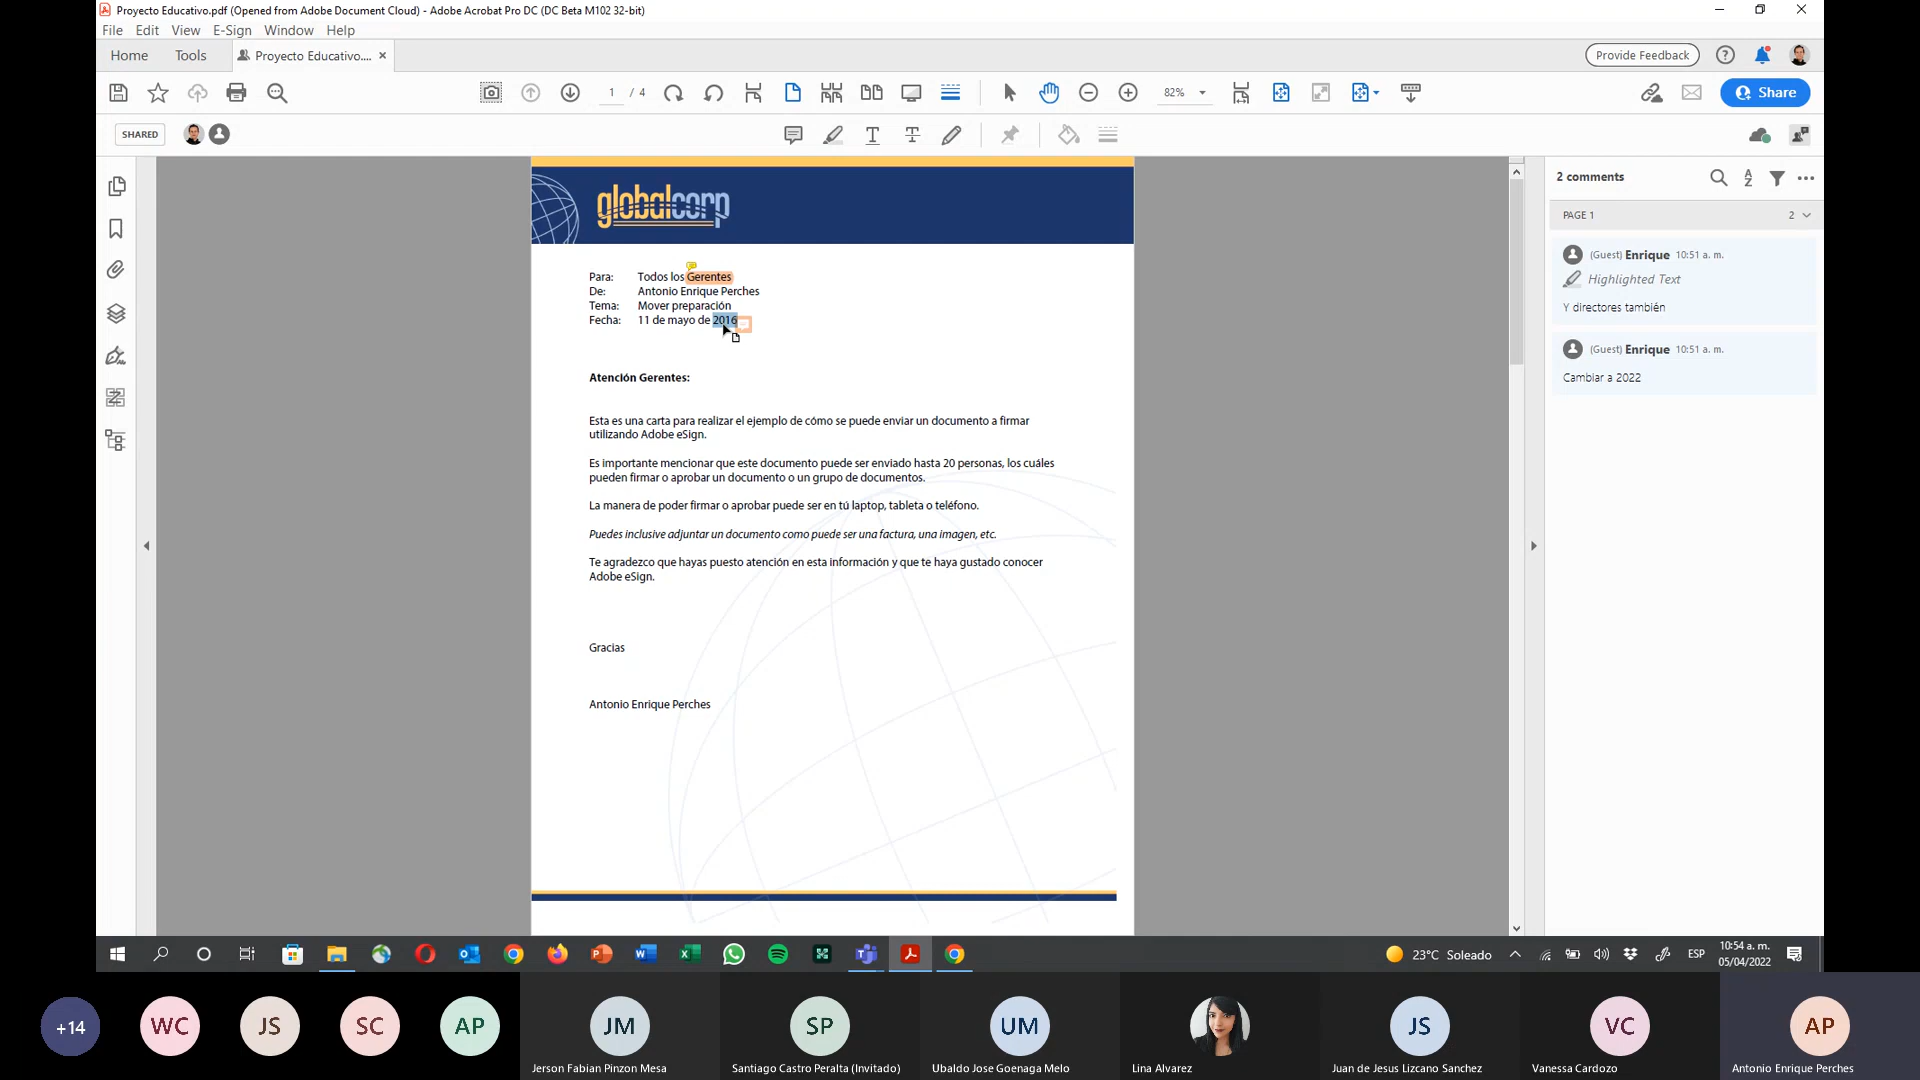 Proyecto Educativo.pdf (Opened from Adobe Document Cloud) - Adobe Acrobat Pro DC (DC Beta M102 32-bit)
File Edit View E-Sign Window Help
Home Tools Proyecto Educativo.... × Provide Feedback
1 / 4 82% Share
SHARED
globalcorp
Para: Todos los Gerentes
De: Antonio Enrique Perches
Tema: Mover preparación
Fecha: 11 de mayo de 2016
Atención Gerentes:
Esta es una carta para realizar el ejemplo de cómo se puede enviar un documento a firmar
utilizando Adobe eSign.
Es importante mencionar que este documento puede ser enviado hasta 20 personas, los cuáles
pueden firmar o aprobar un documento o un grupo de documentos.
La manera de poder firmar o aprobar puede ser en tú laptop, tableta o teléfono.
Puedes inclusive adjuntar un documento como puede ser una factura, una imagen, etc.
Te agradezco que hayas puesto atención en esta información y que te haya gustado conocer
Adobe eSign.
Gracias
Antonio Enrique Perches
2 comments
PAGE 1 2
(Guest) Enrique 10:51 a. m.
Highlighted Text
Y directores también
(Guest) Enrique 10:51 a. m.
Cambiar a 2022
23°C Soleado ESP 10:54 a. m.
05/04/2022
+14 WC JS SC AP JM SP UM JS VC AP
Jerson Fabian Pinzon Mesa Santiago Castro Peralta (Invitado) Ubaldo Jose Goenaga Melo Lina Alvarez Juan de Jesus Lizcano Sanchez Vanessa Cardozo Antonio Enrique Perches